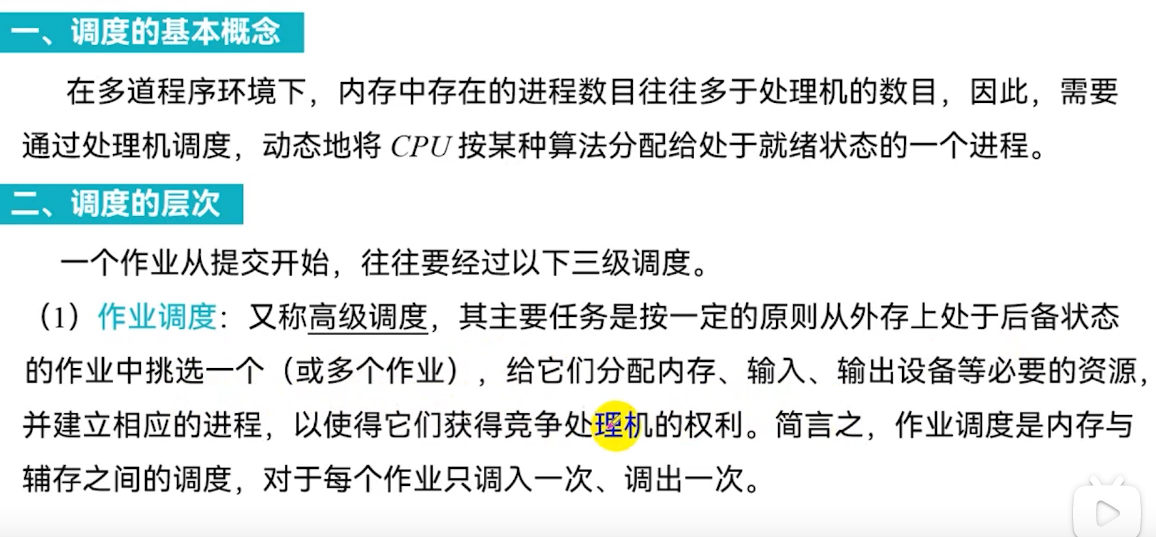 一、调度的基本概念
在多道程序环境下，内存中存在的进程数目往往多于处理机的数目，因此，需要
通过处理机调度，动态地将 CPU 按某种算法分配给处于就绪状态的一个进程。
二、调度的层次
一个作业从提交开始，往往要经过以下三级调度。
（1）作业调度：又称高级调度，其主要任务是按一定的原则从外存上处于后备状态
的作业中挑选一个（或多个作业），给它们分配内存、输入、输出设备等必要的资源，
并建立相应的进程，以使得它们获得竞争处理机的权利。简言之，作业调度是内存与
辅存之间的调度，对于每个作业只调入一次、调出一次。